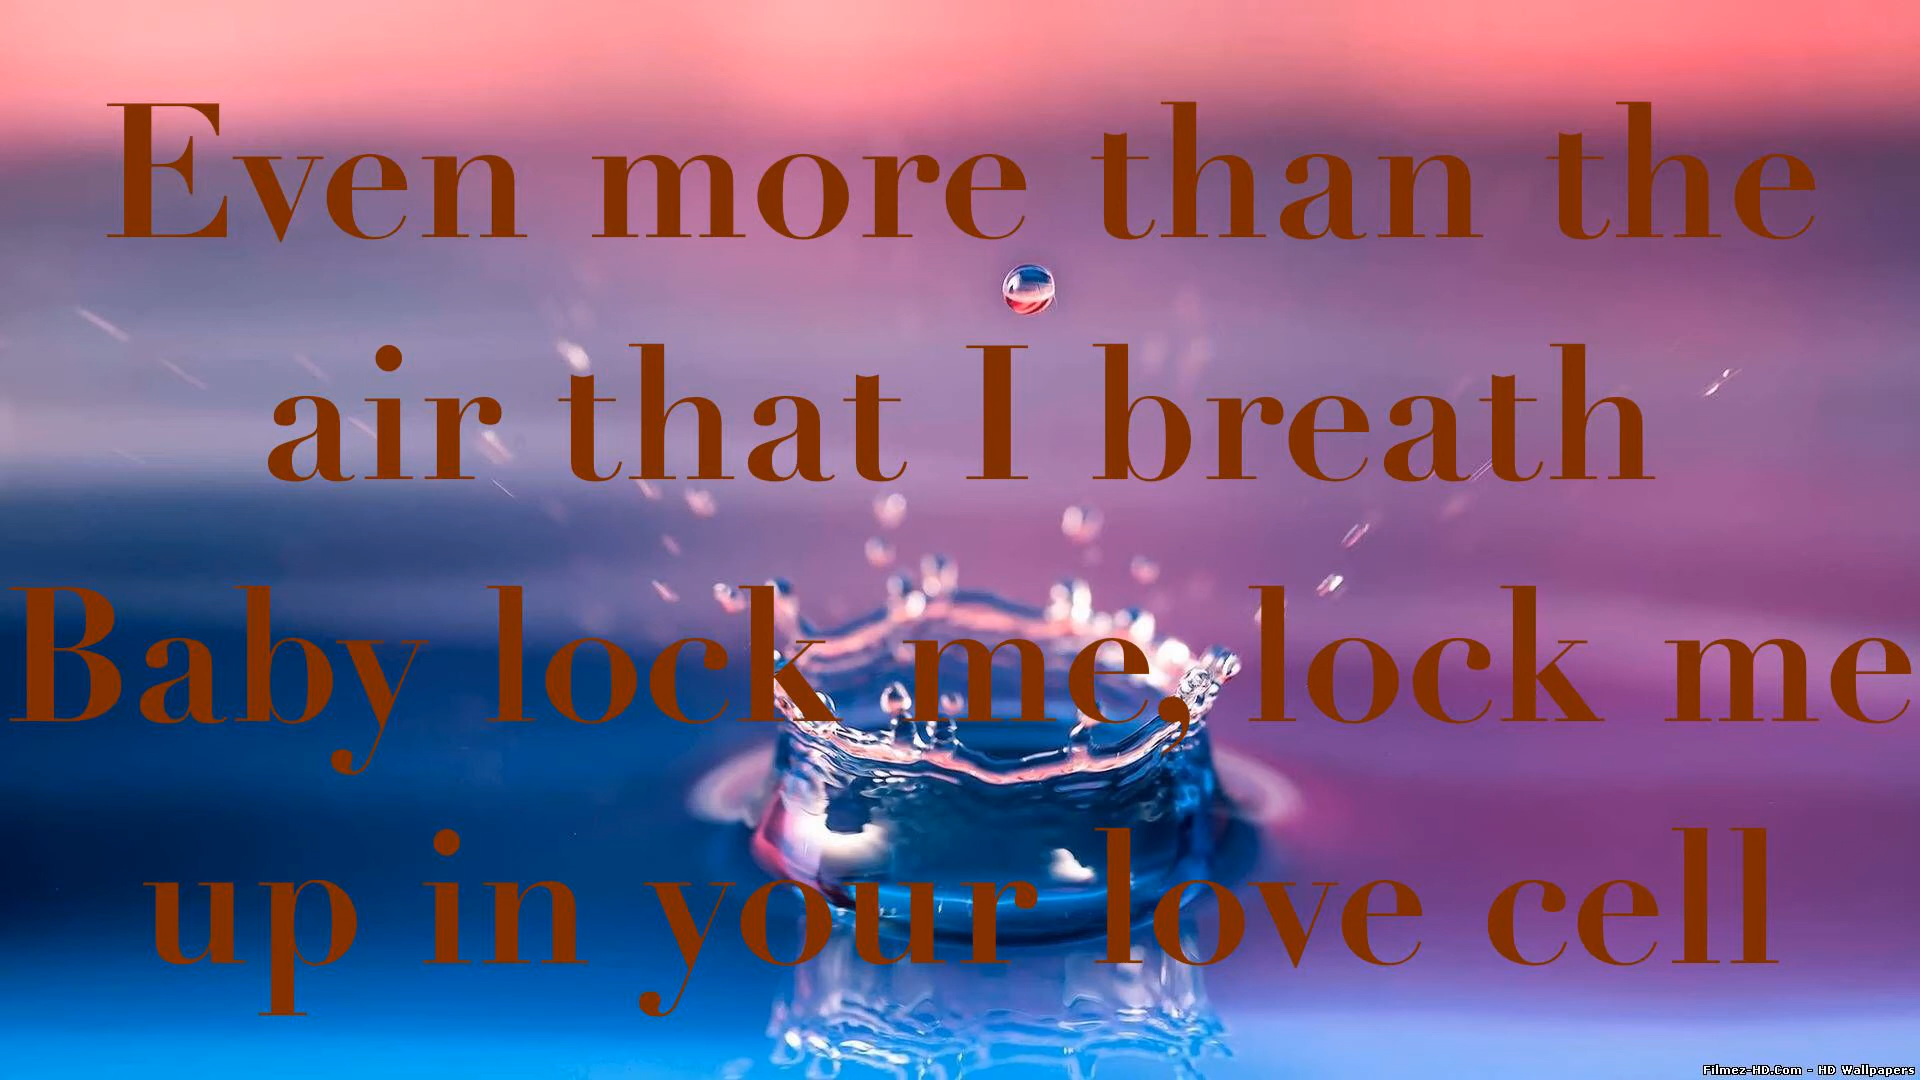 Even more than the
air that I breath
Baby lock me, lock me
up in your love cell
Filmez-HD.Com - HD Wallpapers